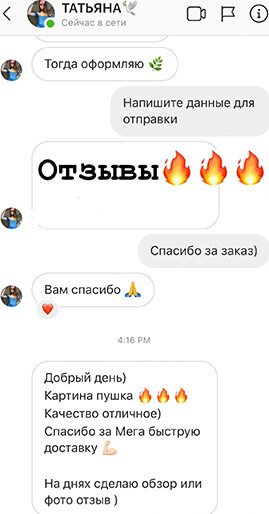 ТАТЬЯНА🕊
Сейчас в сети
Тогда оформляю 🌿
Напишите данные для
отправки
Отзывы🔥🔥🔥
Спасибо за заказ)
Вам спасибо 🙏
4:16 PM
Добрый день)
Картина пушка 🔥🔥🔥
Качество отличное)
Спасибо за Мега быструю
доставку 💪🏻
На днях сделаю обзор или
фото отзыв )